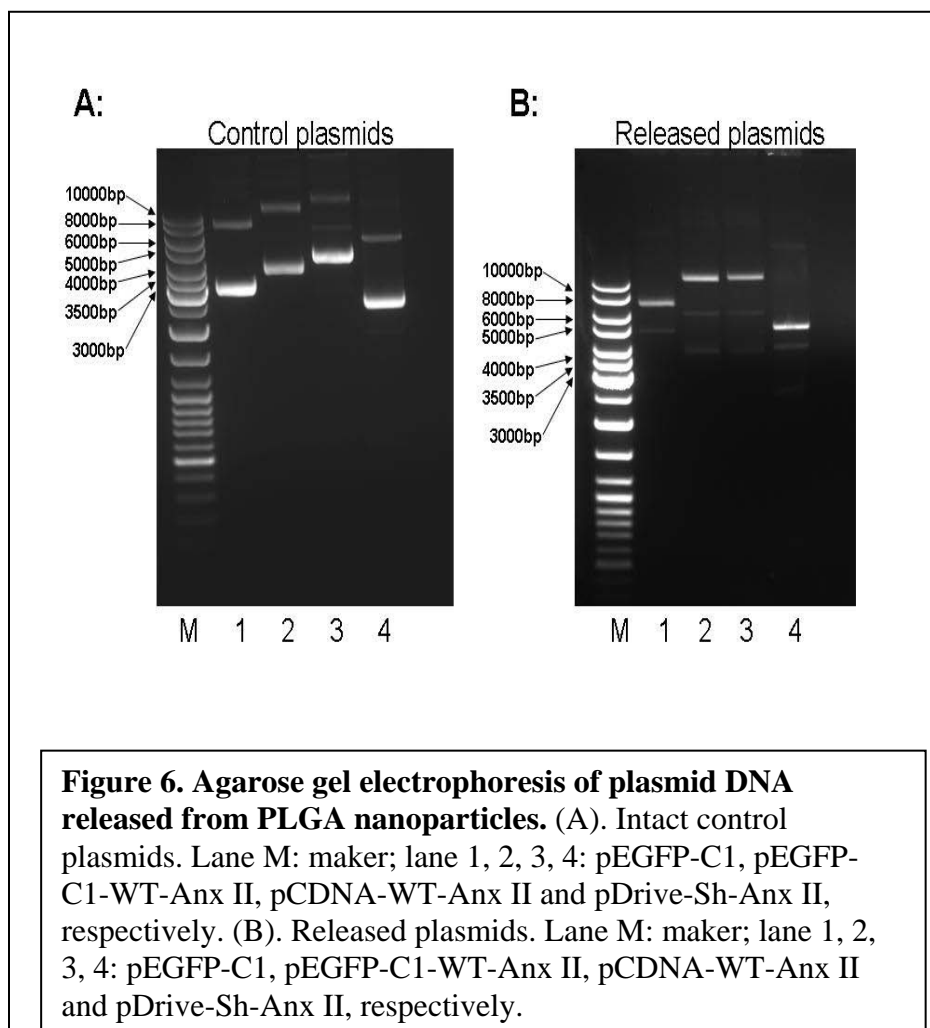 A:
Control plasmids
10000bp
8000bp
6000bp
5000bp
4000bp
3500bp
3000bp
M 1 2 3 4
B:
Released plasmids
10000bp
8000bp
6000bp
5000bp
4000bp
3500bp
3000bp
M 1 2 3 4
Figure 6. Agarose gel electrophoresis of plasmid DNA
released from PLGA nanoparticles. (A). Intact control
plasmids. Lane M: maker; lane 1, 2, 3, 4: pEGFP-C1, pEGFP-
C1-WT-Anx II, pCDNA-WT-Anx II and pDrive-Sh-Anx II,
respectively. (B). Released plasmids. Lane M: maker; lane 1, 2,
3, 4: pEGFP-C1, pEGFP-C1-WT-Anx II, pCDNA-WT-Anx II
and pDrive-Sh-Anx II, respectively.